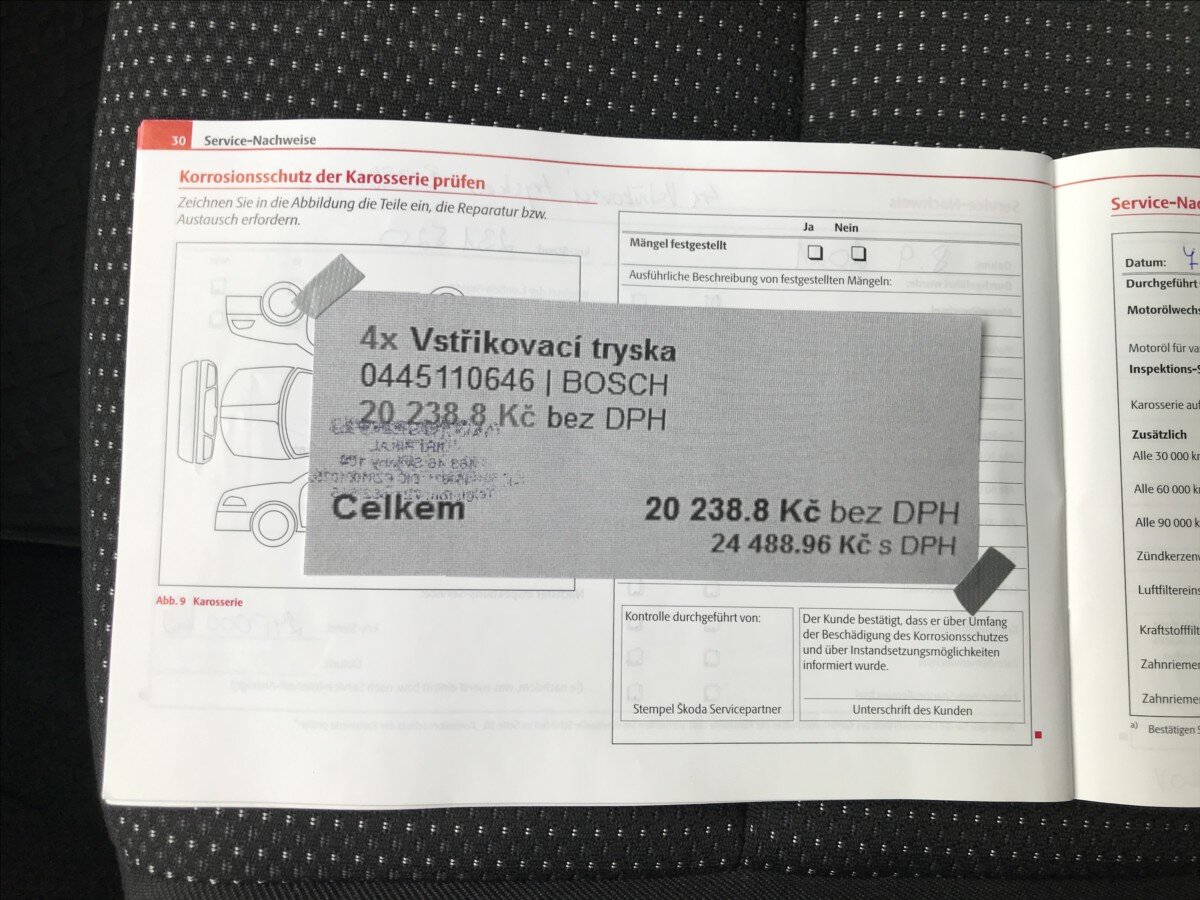 30 Service-Nachweise
Korrosionsschutz der Karosserie prüfen
Zeichnen Sie in die Abbildung die Teile ein, die Reparatur bzw.
Austausch erfordern.
Ja Nein
Mängel festgestellt
Ausführliche Beschreibung von festgestellten Mängeln:
4x Vstřikovací tryska
0445110646 | BOSCH
20 238.8 Kč bez DPH
Celkem 20 238.8 Kč bez DPH
24 488.96 Kč s DPH
Abb. 9 Karosserie
Kontrolle durchgeführt von:
Stempel Škoda Servicepartner
Der Kunde bestätigt, dass er über Umfang
der Beschädigung des Korrosionsschutzes
und über Instandsetzungsmöglichkeiten
informiert wurde.
Unterschrift des Kunden
Service-Na
Datum:
Durchgeführt
Motorölwechs
Motoröl für va
Inspektions-S
Karosserie auf
Zusätzlich
Alle 30 000 k
Alle 60 000 k
Alle 90 000 k
Zündkerzenw
Luftfiltereins
Kraftstofffilt
Zahnrieme
Zahnrieme
a) Bestätigen S